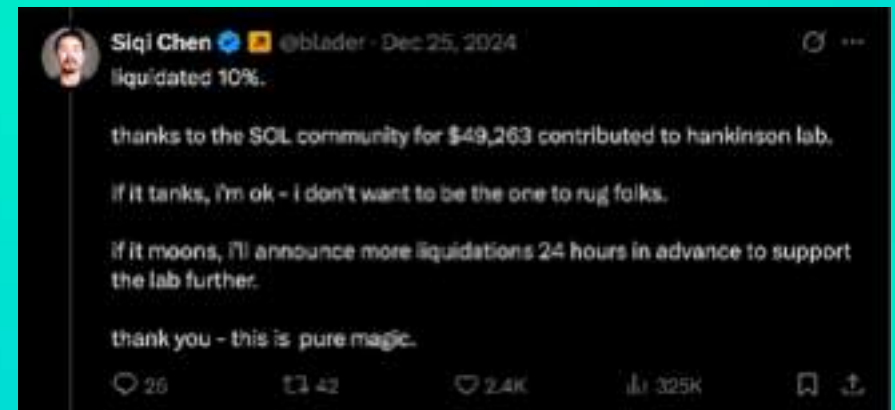 Siqi Chen @blader · Dec 25, 2024
liquidated 10%.
thanks to the SOL community for $49,263 contributed to hankinson lab.
if it tanks, i'm ok - i don't want to be the one to rug folks.
if it moons, i'll announce more liquidations 24 hours in advance to support
the lab further.
thank you - this is pure magic.
26 42 2.4K 325K